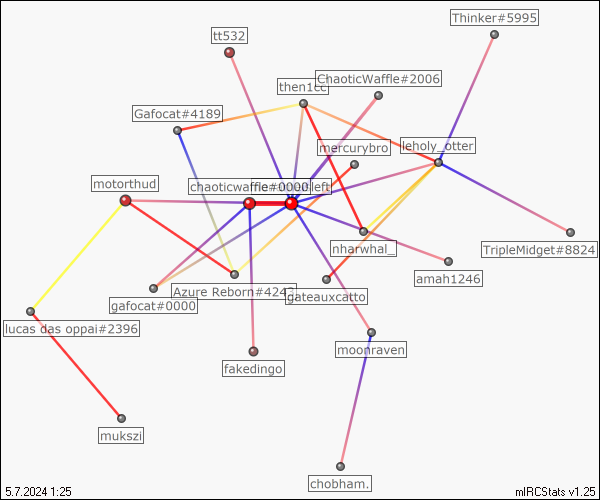 Thinker#5995
tt532
ChaoticWaffle#2006
then1cc
Gafocat#4189
mercurybro
leholy_otter
motorthud
chaoticwaffle#0000
left
nharwhal_
TripleMidget#8824
amah1246
Azure Reborn#424
gateauxcatto
gafocat#0000
lucas das oppai#2396
moonraven
fakedingo
mukszi
chobham.
5.7.2024 1:25
mIRCStats v1.25